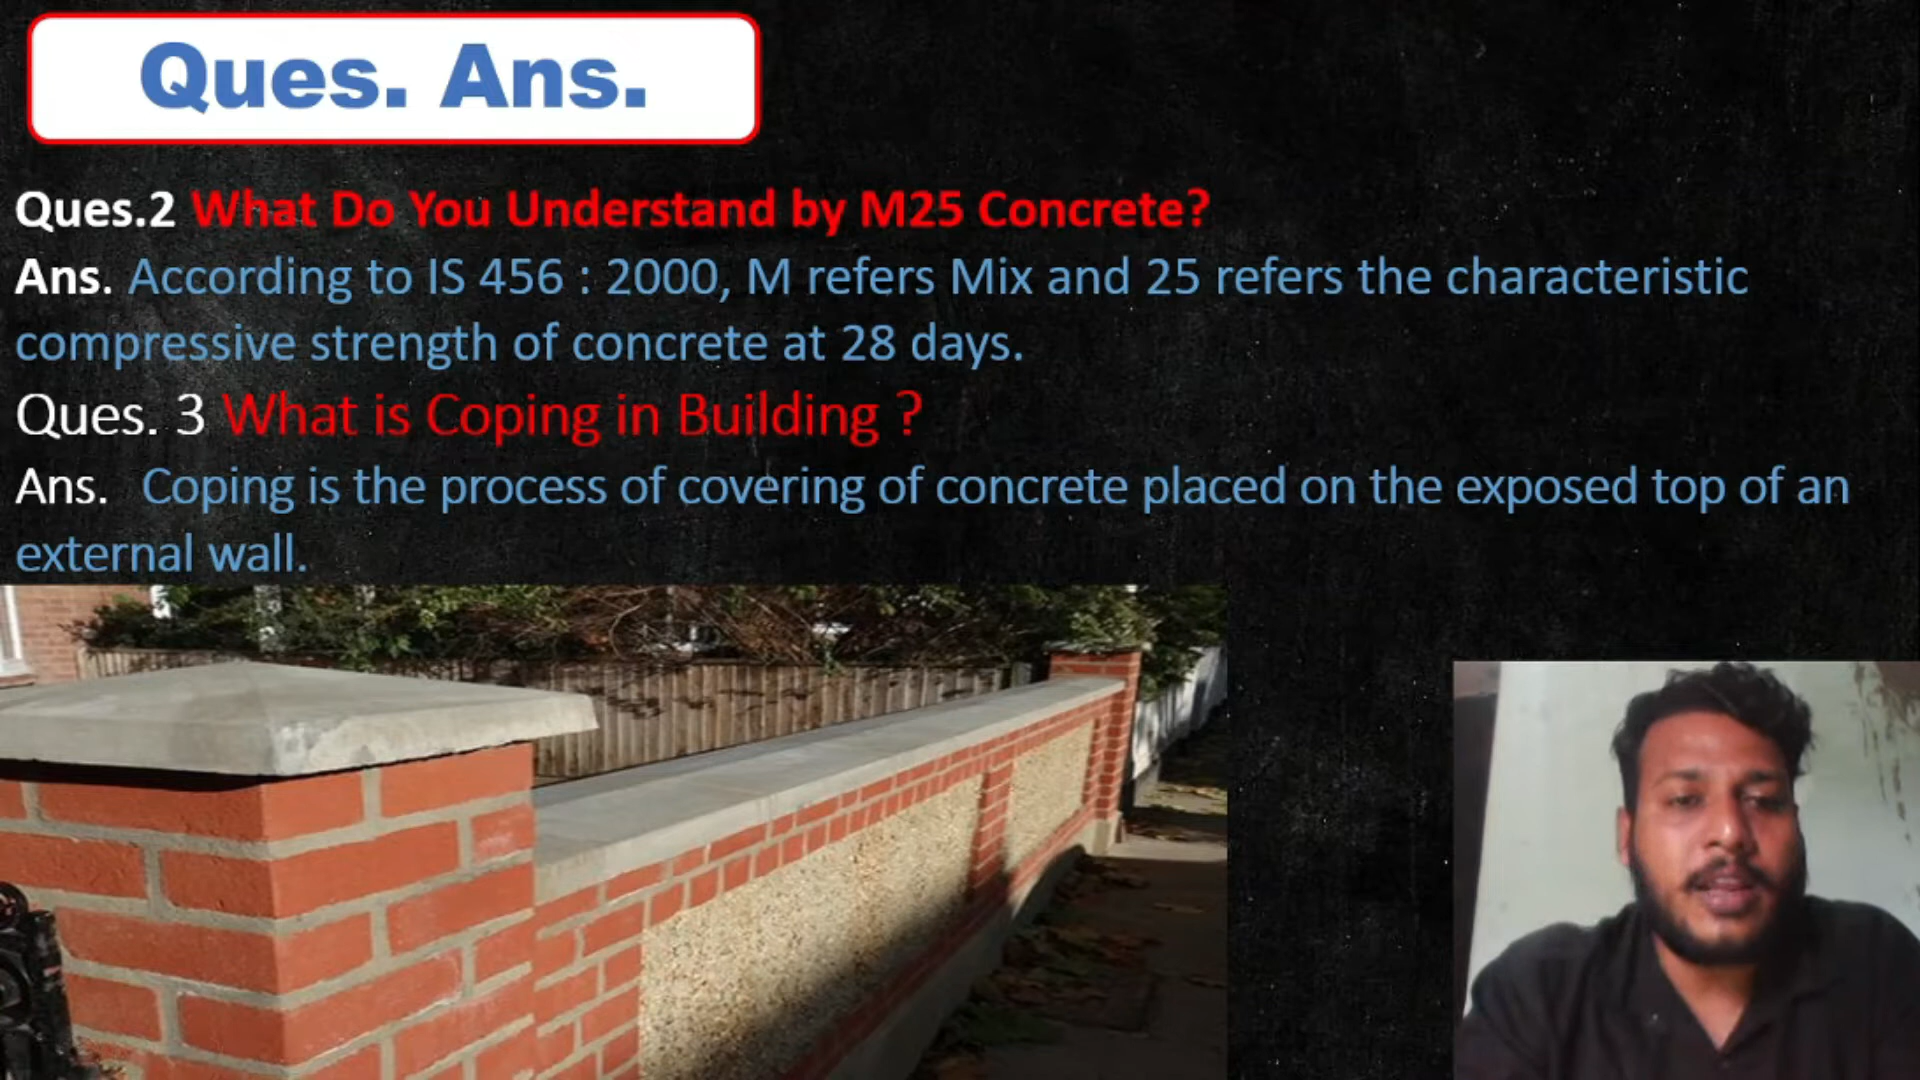 Ques. Ans.
Ques.2 What Do You Understand by M25 Concrete?
Ans. According to IS 456 : 2000, M refers Mix and 25 refers the characteristic
compressive strength of concrete at 28 days.
Ques. 3 What is Coping in Building ?
Ans. Coping is the process of covering of concrete placed on the exposed top of an
external wall.